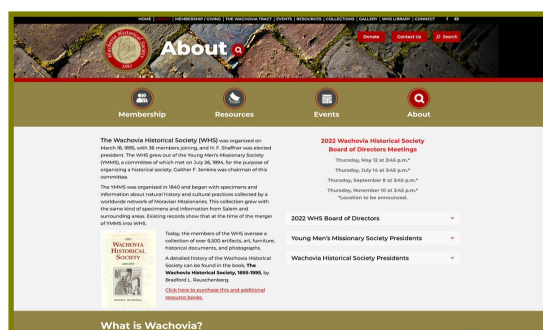 HOME | ABOUT | MEMBERSHIP / GIVING | THE WACHOVIA TRACT | EVENTS | RESOURCES | COLLECTIONS | GALLERY | WHS LIBRARY | CONNECT
Wachovia Historical Society
1895
About
Donate
Contact Us
Search
Membership
Resources
Events
About
The Wachovia Historical Society (WHS) was organized on
March 18, 1895, with 36 members joining, and H. F. Shaffner was elected
president. The WHS grew out of the Young Men's Missionary Society
(YMMS), a committee of which met on July 26, 1894, for the purpose of
organizing a historical society. Gaither F. Jenkins was chairman of this
committee.
The YMMS was organized in 1840 and began with specimens and
information about natural history and cultural practices collected by a
worldwide network of Moravian Missionaries. This collection grew with
the same kind of specimens and information from Salem and
surrounding areas. Existing records show that at the time of the merger
of YMMS into WHS.
THE
WACHOVIA
HISTORICAL
SOCIETY
1895-1995
Today, the members of the WHS oversee a
collection of over 6,500 artifacts, art, furniture,
historical documents, and photographs.
A detailed history of the Wachovia Historical
Society can be found in the book, The
Wachovia Historical Society, 1895-1995, by
Bradford L. Rauschenberg.
Click here to purchase this and additional
resource books.
2022 Wachovia Historical Society
Board of Directors Meetings
Thursday, May 12 at 3:45 p.m.*
Thursday, July 14 at 3:45 p.m.*
Thursday, September 8 at 3:45 p.m.*
Thursday, November 10 at 3:45 p.m.*
*Location to be announced.
2022 WHS Board of Directors
Young Men's Missionary Society Presidents
Wachovia Historical Society Presidents
What is Wachovia?